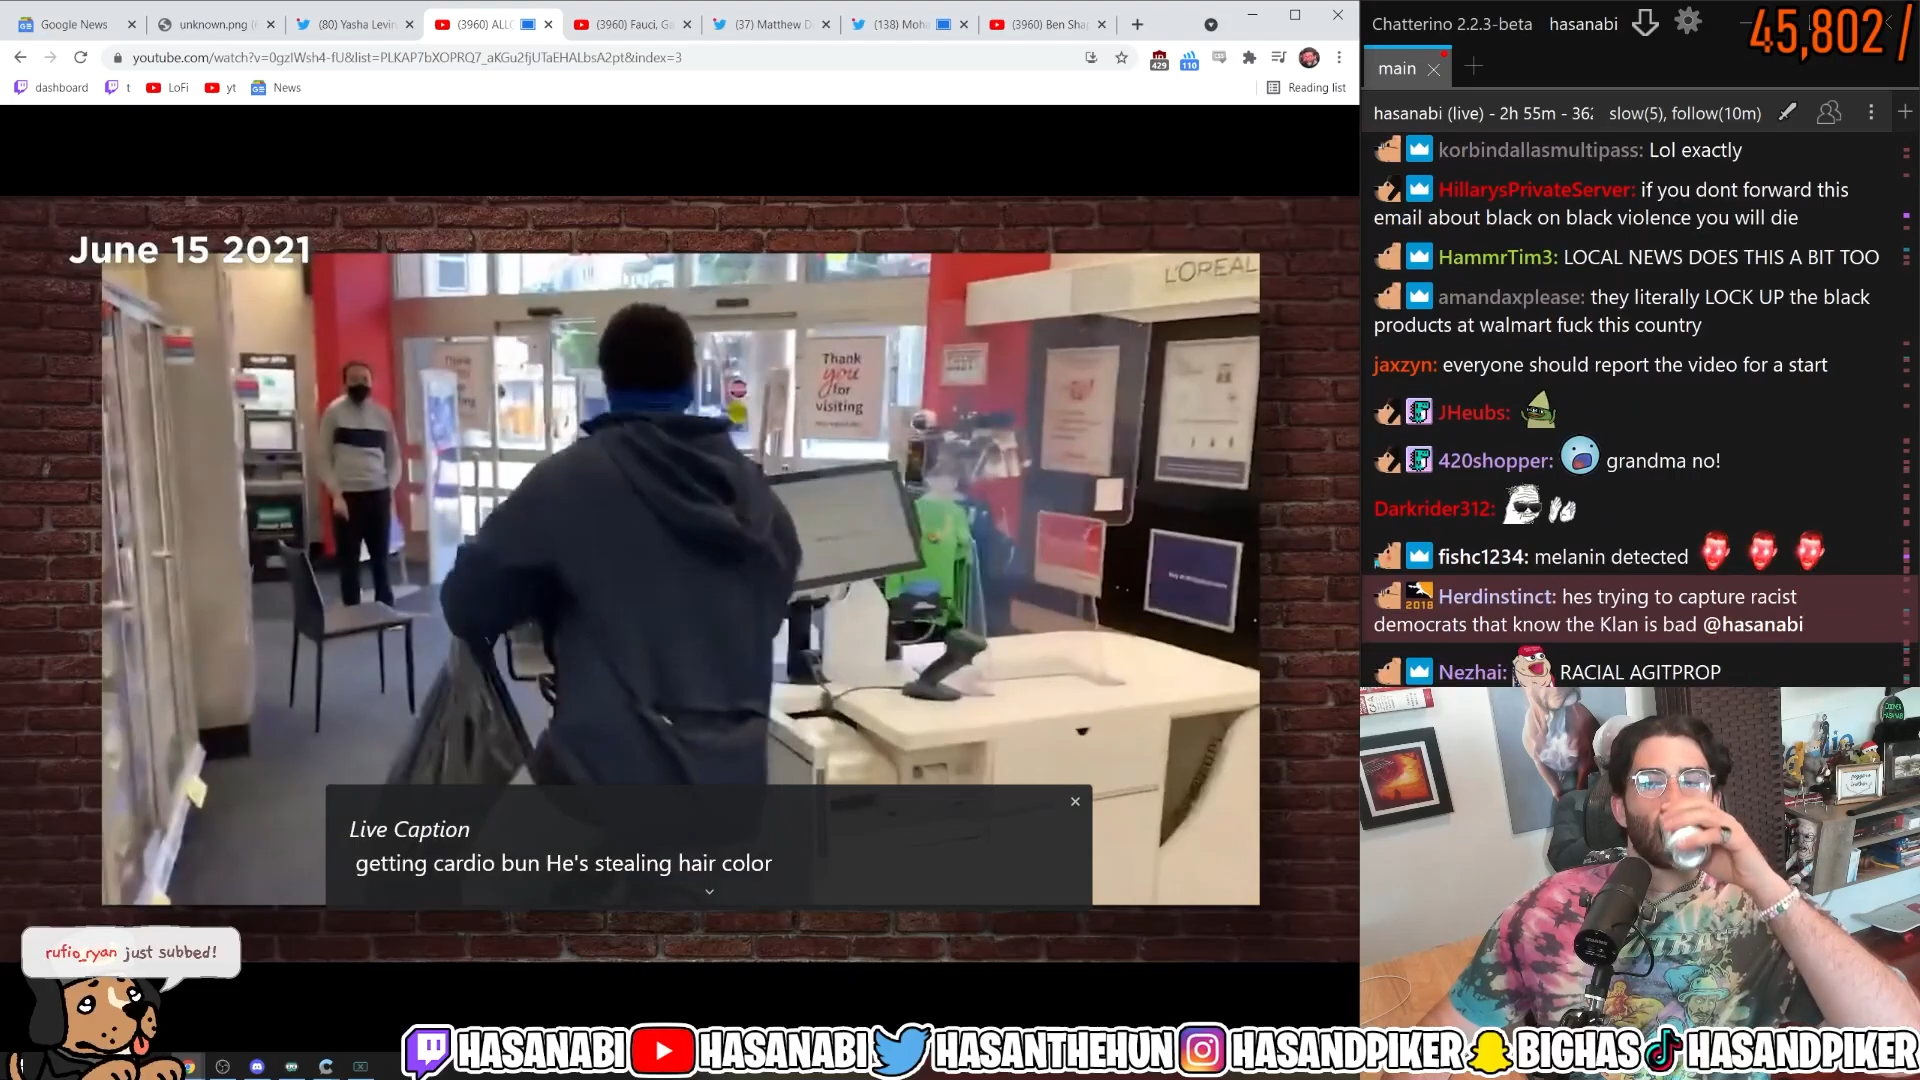 Google News
unknown.png
(80) Yasha Levin
(3960) ALL
(3960) Fauci, Ga
(37) Matthew D
(138) Moha
(3960) Ben Sha
youtube.com/watch?v=0gzIWsh4-fU&list=PLKAP7bXOPRQ7_aKGu2fjUTaEHALbsA2pt&index=3
429
110
dashboard
t
LoFi
yt
News
Reading list
June 15 2021
L'OREAL
Thank
you
for
visiting
Live Caption
getting cardio bun He's stealing hair color
rufio_ryan just subbed!
Chatterino 2.2.3-beta
hasanabi
45,802 /
main
hasanabi (live) - 2h 55m - 36
slow(5), follow(10m)
korbindallasmultipass: Lol exactly
HillarysPrivateServer: if you dont forward this
email about black on black violence you will die
HammrTim3: LOCAL NEWS DOES THIS A BIT TOO
amandaxplease: they literally LOCK UP the black
products at walmart fuck this country
jaxzyn: everyone should report the video for a start
JHeubs:
420shopper: grandma no!
Darkrider312:
fishc1234: melanin detected
2018 Herdinstinct: hes trying to capture racist
democrats that know the Klan is bad @hasanabi
Nezhai: RACIAL AGITPROP
HASANABI HASANABI HASANTHEHUN HASANDPIKER BIGHAS HASANDPIKER